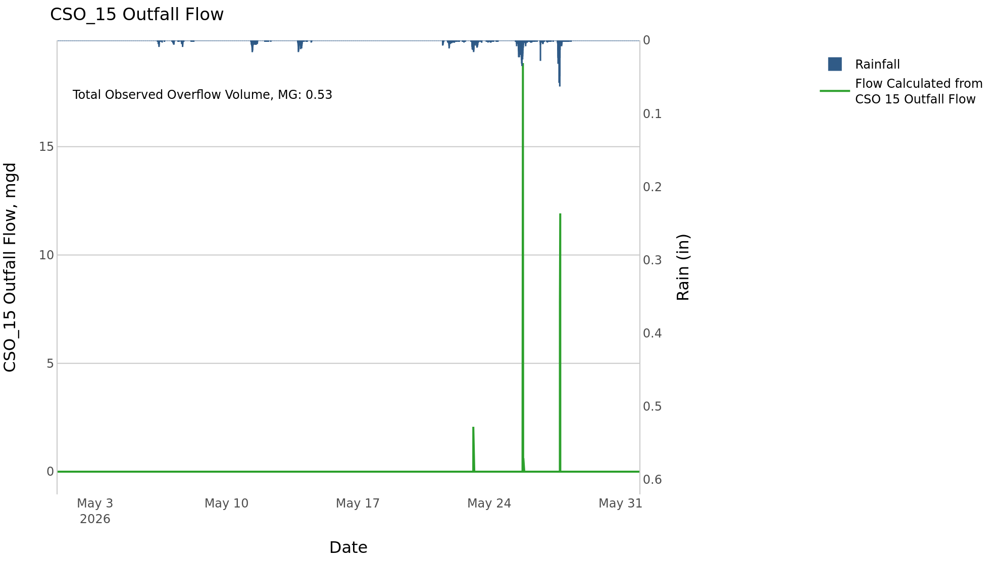 CSO_15 Outfall Flow
Total Observed Overflow Volume, MG: 0.53
Rainfall
Flow Calculated from
CSO 15 Outfall Flow
CSO_15 Outfall Flow, mgd
15
10
5
0
0
0.1
0.2
0.3
0.4
0.5
0.6
Rain (in)
May 3
2026
May 10
May 17
May 24
May 31
Date